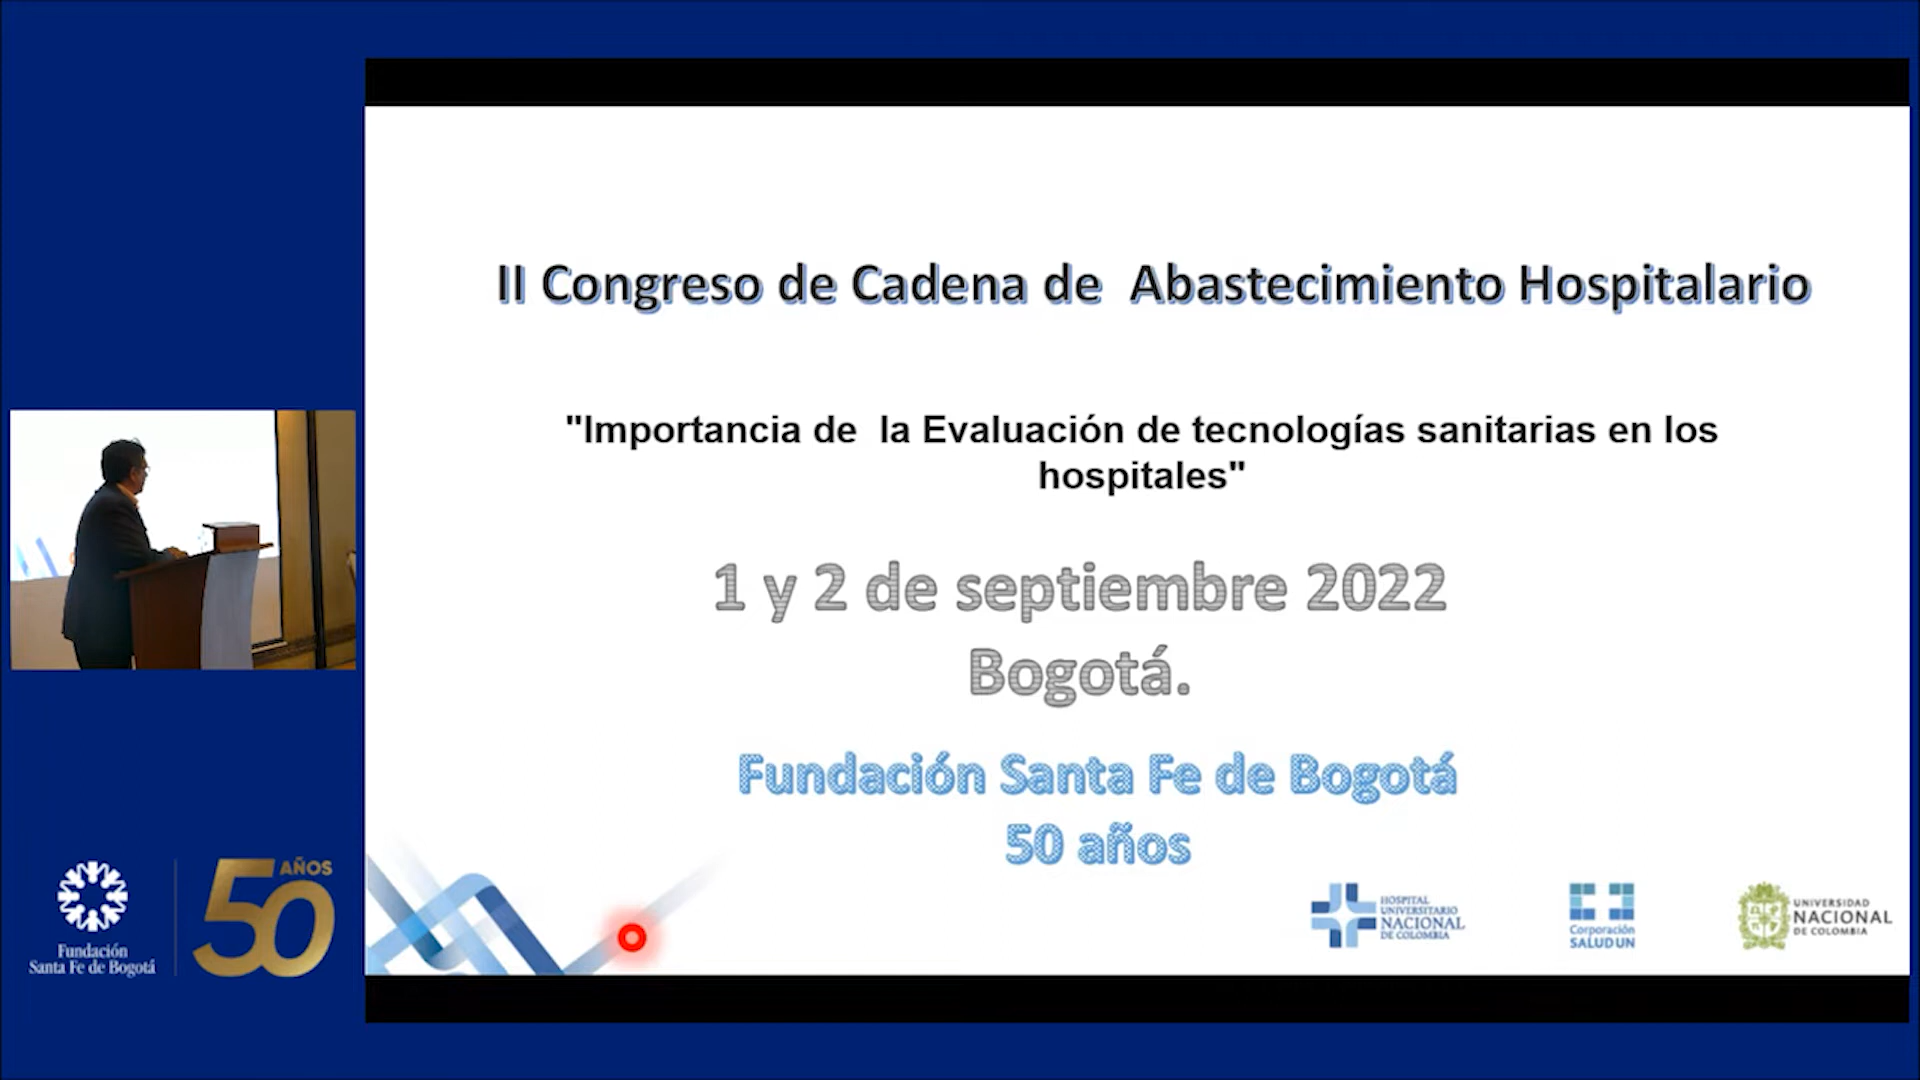 II Congreso de Cadena de  Abastecimiento Hospitalario
"Importancia de  la Evaluación de tecnologías sanitarias en los
hospitales"
1 y 2 de septiembre 2022
Bogotá.
Fundación Santa Fe de Bogotá
50 años
HOSPITAL
UNIVERSITARIO
NACIONAL
DE COLOMBIA
Corporación
SALUD UN
UNIVERSIDAD
NACIONAL
DE COLOMBIA
Fundación
Santa Fe de Bogotá
50 AÑOS